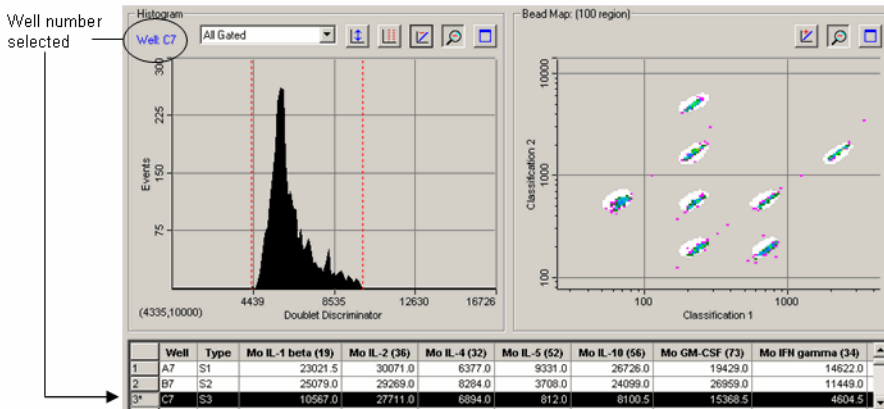 Well number
selected
Histogram
Well: C7 All Gated
300
225
150
75
Events
4439 8535 12630 16726
(4335,10000) Doublet Discriminator
Bead Map: (100 region)
10000
1000
100
Classification 2
100 1000
Classification 1
Well Type Mo IL-1 beta (19) Mo IL-2 (36) Mo IL-4 (32) Mo IL-5 (52) Mo IL-10 (56) Mo GM-CSF (73) Mo IFN gamma (34)
1 A7 S1 23021.5 30071.0 6377.0 9331.0 26726.0 19429.0 14622.0
2 B7 S2 25079.0 29269.0 8284.0 3708.0 24099.0 26959.0 11449.0
3* C7 S3 10567.0 27711.0 6894.0 812.0 8100.5 15368.5 4604.5